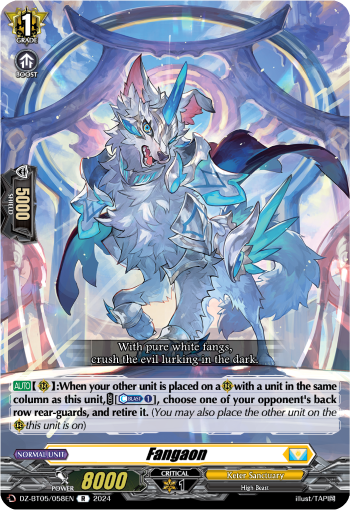 1
GRADE
BOOST
5000
SHIELD
With pure white fangs,
crush the evil lurking in the dark.
AUTO【 】:When your other unit is placed on a with a unit in the same
column as this unit, [ -BLAST 1], choose one of your opponent's back
row rear-guards, and retire it. (You may also place the other unit on the
this unit is on)
NORMAL UNIT
Fangaon
POWER
8000
CRITICAL
1
Keter Sanctuary
High Beast
DZ-BT05/058EN R 2024
illust/TAPI岡